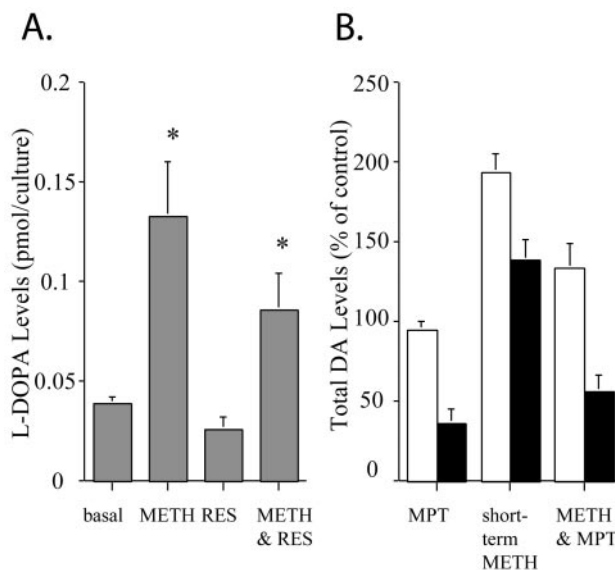 A.
B.
L-DOPA Levels (pmol/culture)
0.2
0.15
0.1
0.05
0
*
*
basal METH RES METH
& RES
Total DA Levels (% of control)
250
200
150
100
50
0
MPT short- METH
term & MPT
METH